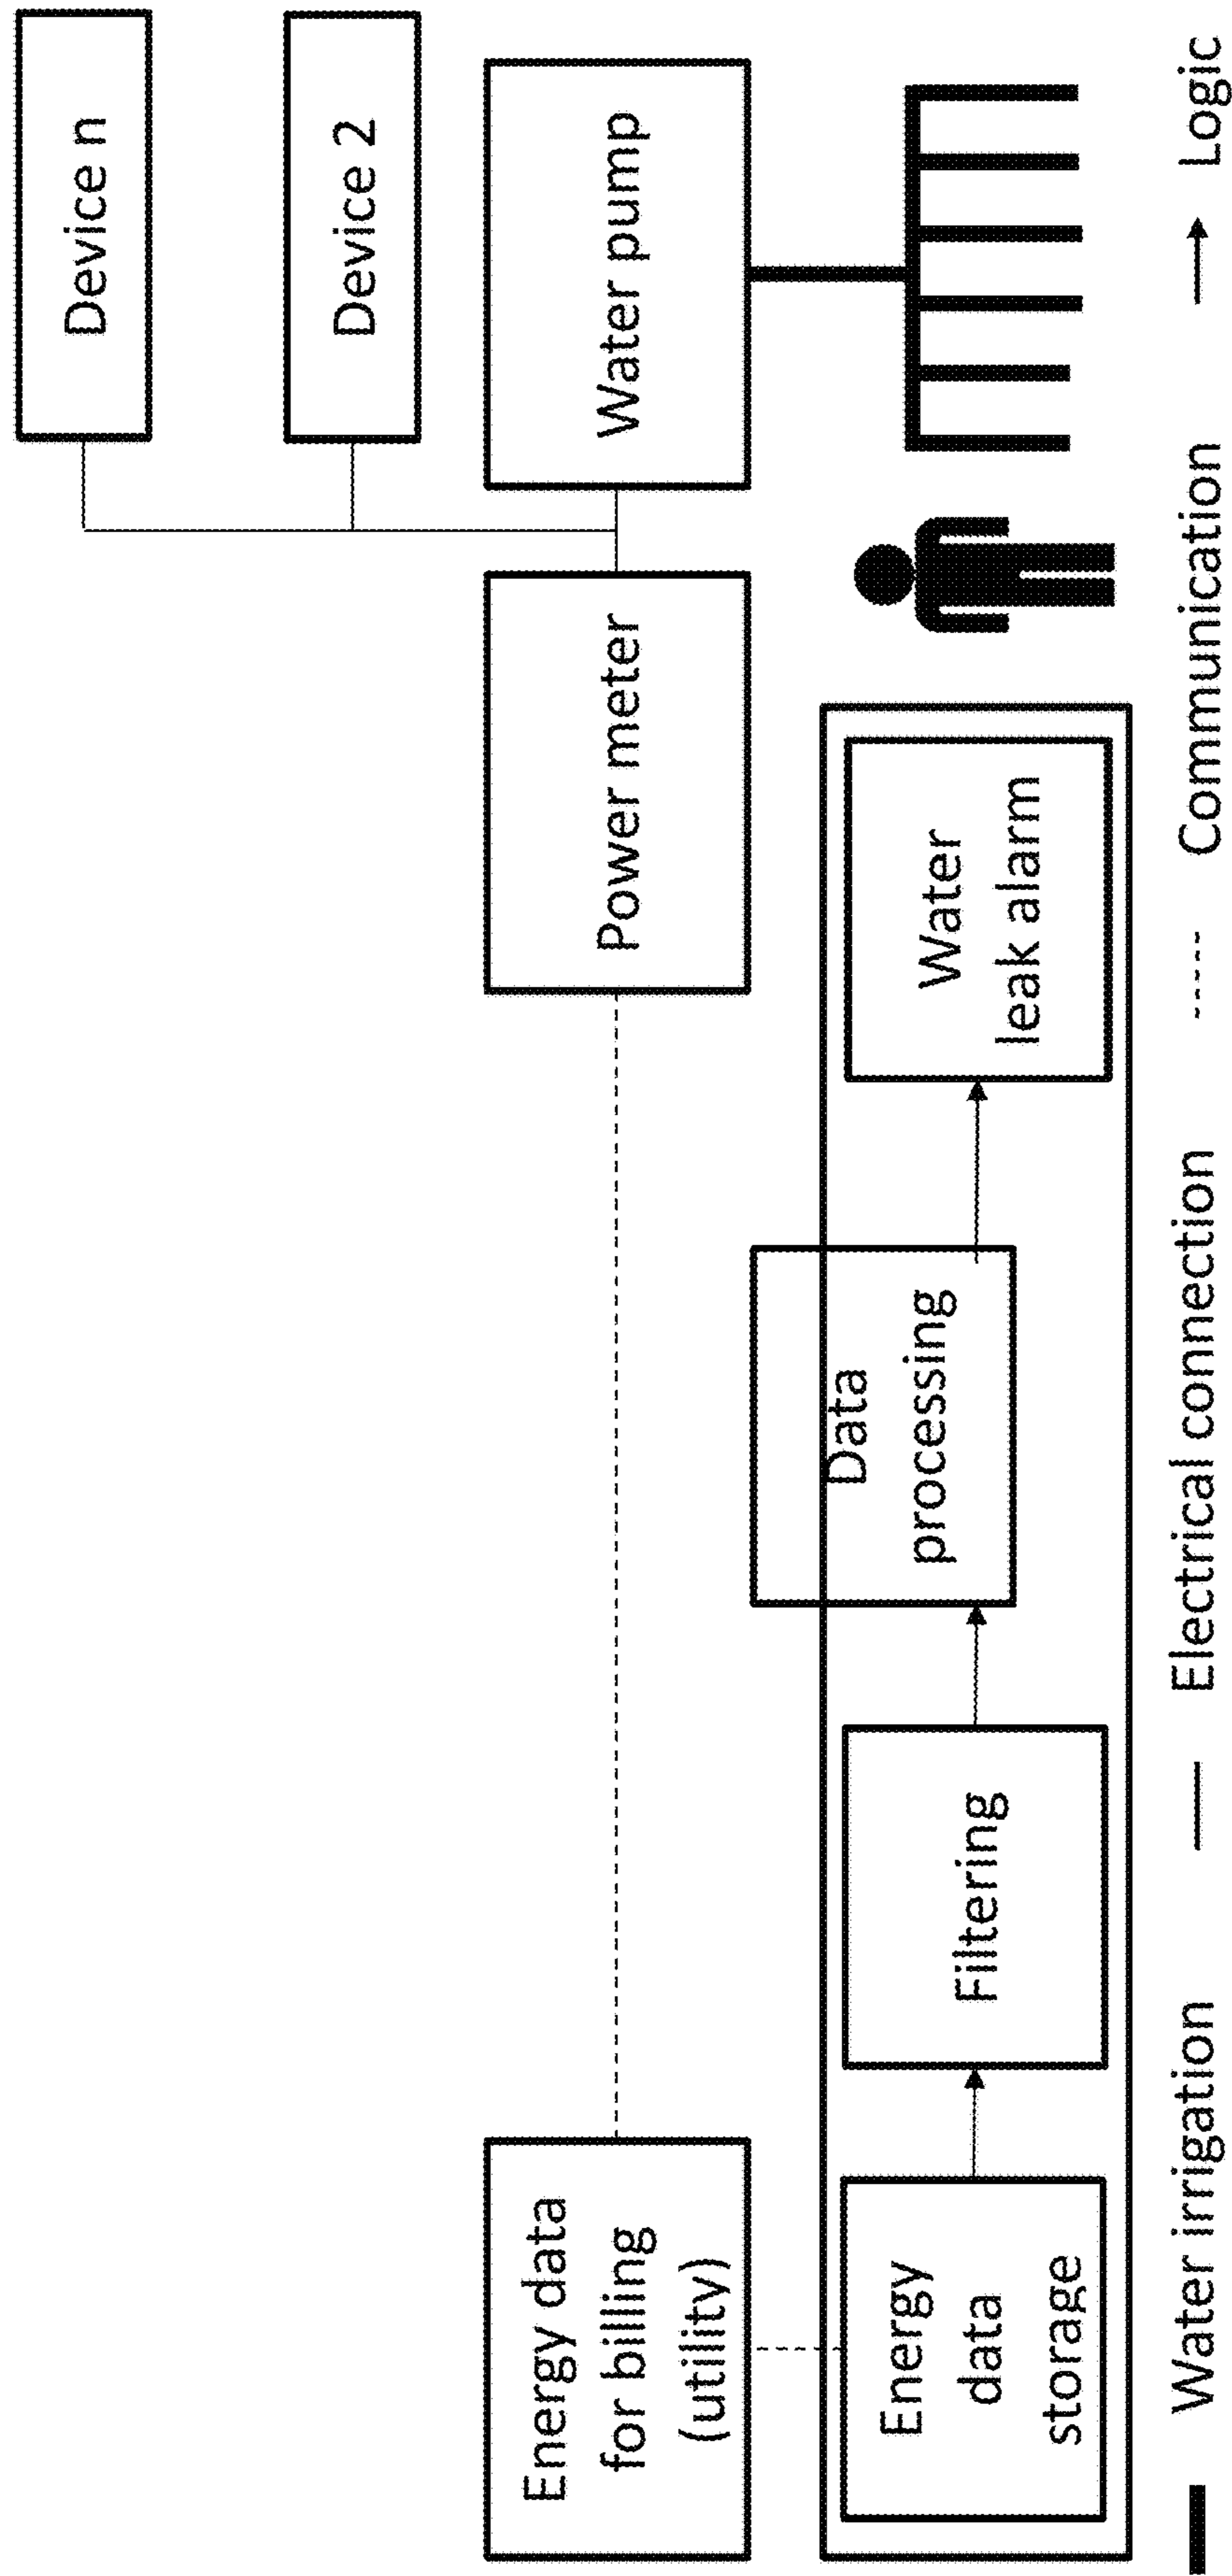 Device n
Device 2
Energy data
for billing
(utility)
Power meter
Water pump
Energy
data
storage
Filtering
Data
processing
Water
leak alarm
Water irrigation
Electrical connection
Communication
Logic